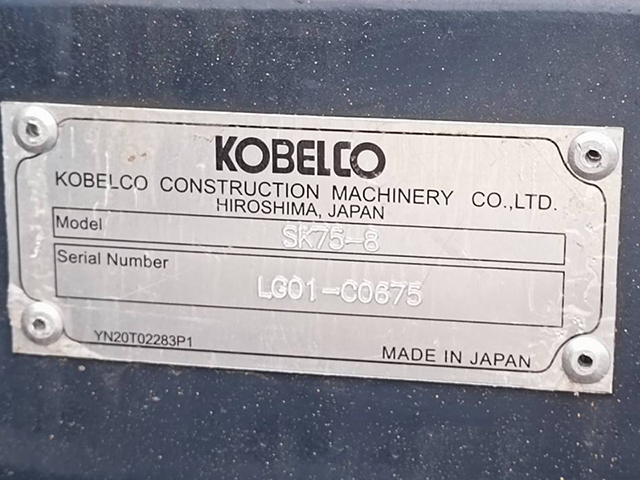 KOBELCO
KOBELCO CONSTRUCTION MACHINERY CO.,LTD.
HIROSHIMA, JAPAN
Model SK75-8
Serial Number LG01-C0675
YN20T02283P1
MADE IN JAPAN